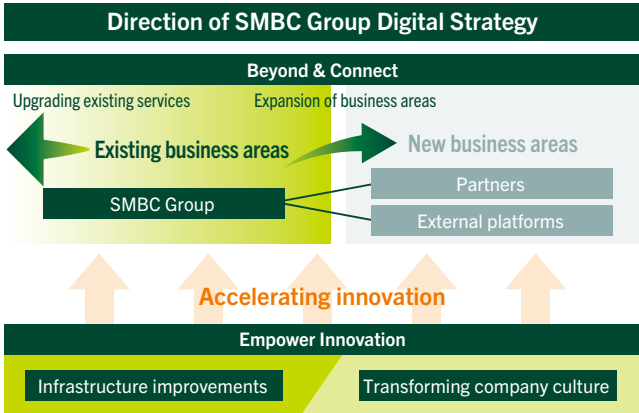 Direction of SMBC Group Digital Strategy
Beyond & Connect
Upgrading existing services
Expansion of business areas
Existing business areas
New business areas
SMBC Group
Partners
External platforms
Accelerating innovation
Empower Innovation
Infrastructure improvements
Transforming company culture